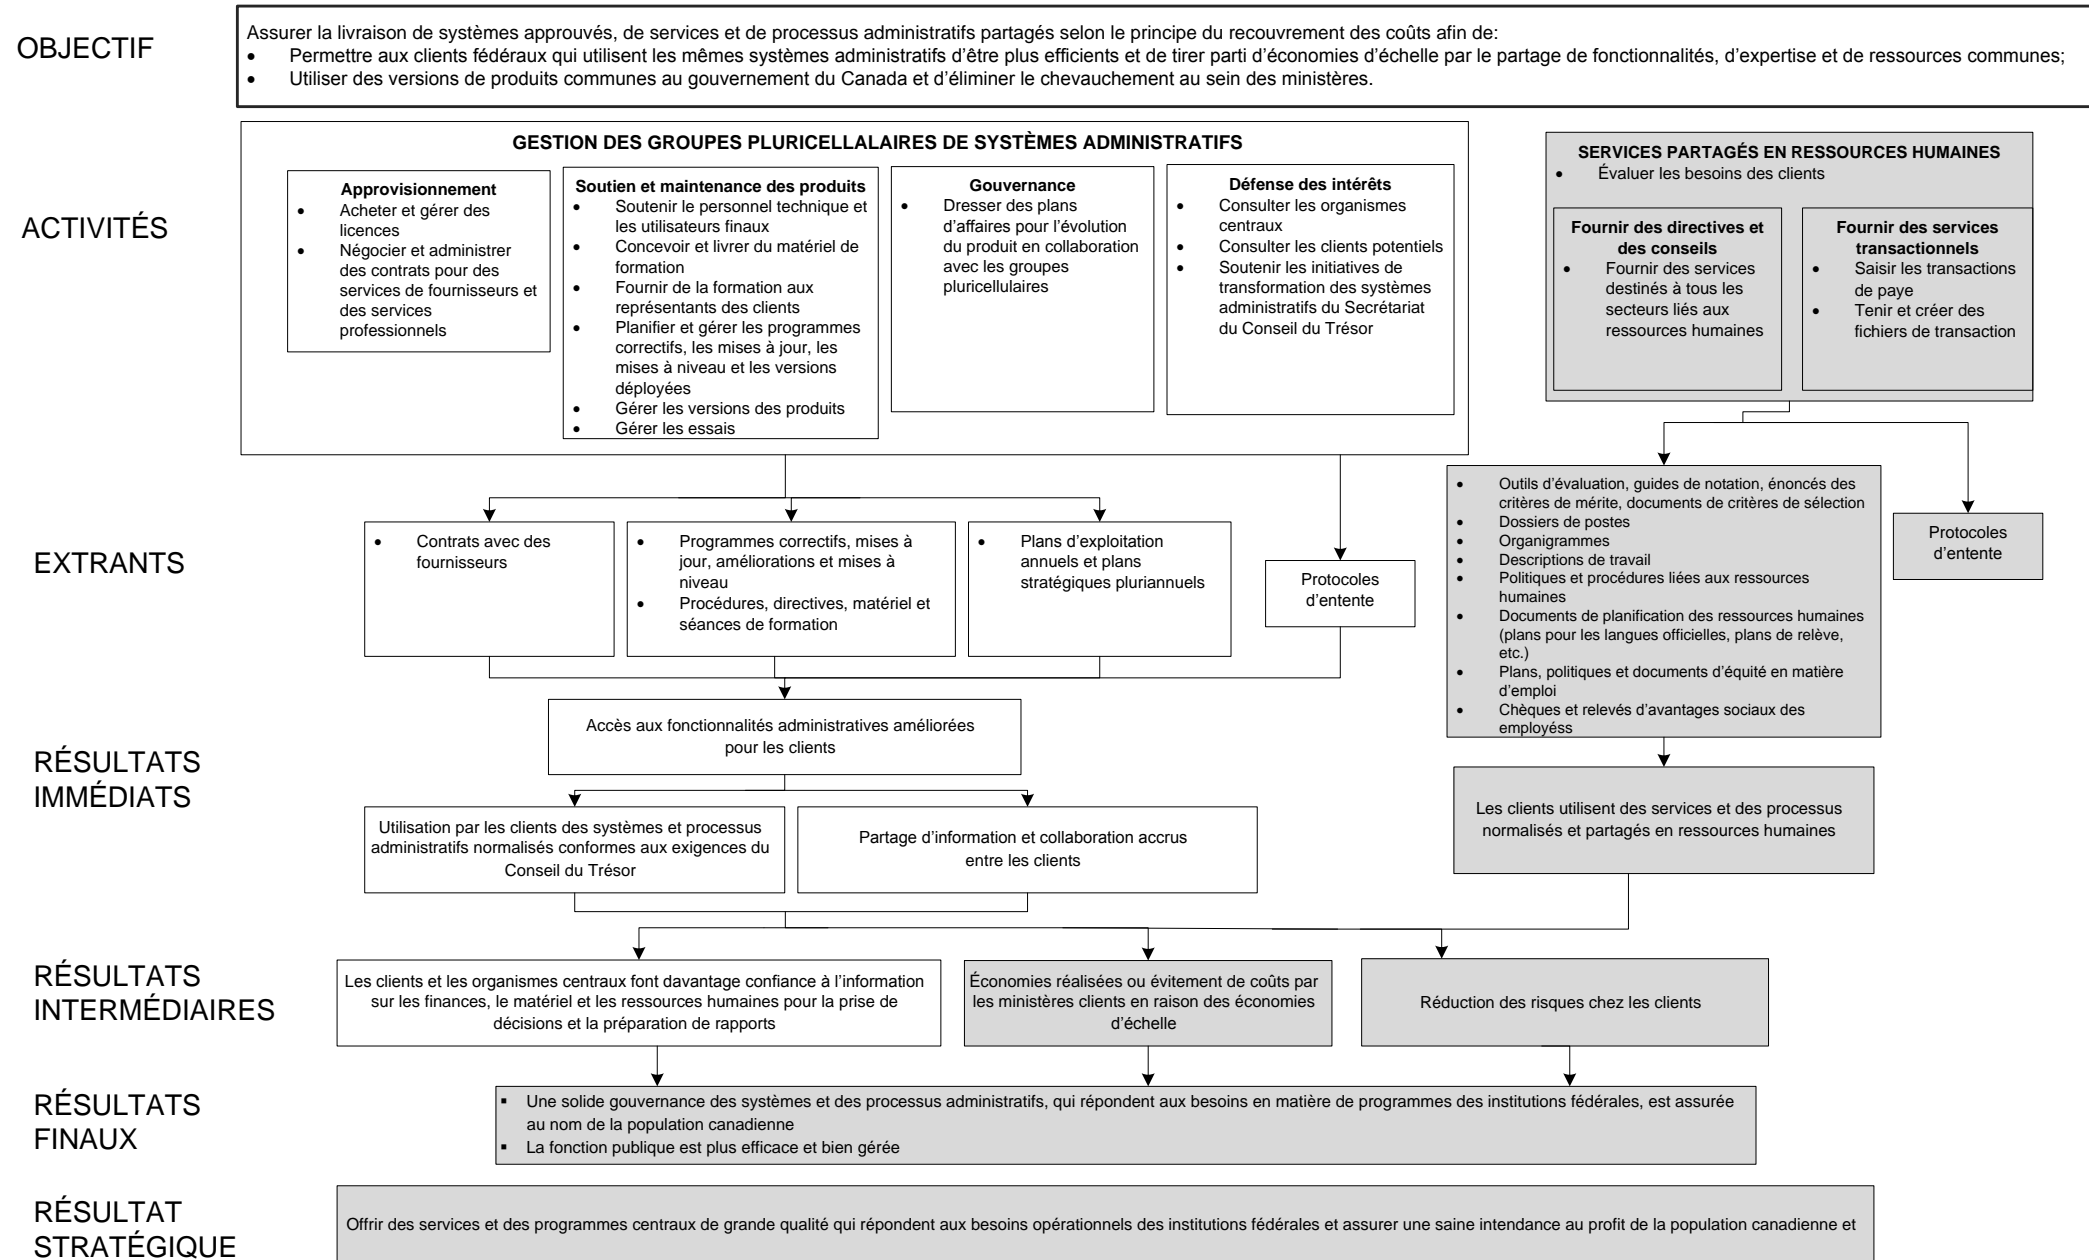 OBJECTIF
Assurer la livraison de systèmes approuvés, de services et de processus administratifs partagés selon le principe du recouvrement des coûts afin de:
• Permettre aux clients fédéraux qui utilisent les mêmes systèmes administratifs d’être plus efficients et de tirer parti d’économies d’échelle par le partage de fonctionnalités, d’expertise et de ressources communes;
• Utiliser des versions de produits communes au gouvernement du Canada et d’éliminer le chevauchement au sein des ministères.
ACTIVITÉS
GESTION DES GROUPES PLURICELLALAIRES DE SYSTÈMES ADMINISTRATIFS
Approvisionnement
• Acheter et gérer des
licences
• Négocier et administrer
des contrats pour des
services de fournisseurs et
des services
professionnels
Soutien et maintenance des produits
• Soutenir le personnel technique et
les utilisateurs finaux
• Concevoir et livrer du matériel de
formation
• Fournir de la formation aux
représentants des clients
• Planifier et gérer les programmes
correctifs, les mises à jour, les
mises à niveau et les versions
déployées
• Gérer les versions des produits
• Gérer les essais
Gouvernance
• Dresser des plans
d’affaires pour l’évolution
du produit en collaboration
avec les groupes
pluricellulaires
Défense des intérêts
• Consulter les organismes
centraux
• Consulter les clients potentiels
• Soutenir les initiatives de
transformation des systèmes
administratifs du Secrétariat
du Conseil du Trésor
SERVICES PARTAGÉS EN RESSOURCES HUMAINES
• Évaluer les besoins des clients
Fournir des directives et
des conseils
• Fournir des services
destinés à tous les
secteurs liés aux
ressources humaines
Fournir des services
transactionnels
• Saisir les transactions
de paye
• Tenir et créer des
fichiers de transaction
EXTRANTS
• Contrats avec des
fournisseurs
• Programmes correctifs, mises à
jour, améliorations et mises à
niveau
• Procédures, directives, matériel et
séances de formation
• Plans d’exploitation
annuels et plans
stratégiques pluriannuels
Protocoles
d’entente
• Outils d’évaluation, guides de notation, énoncés des
critères de mérite, documents de critères de sélection
• Dossiers de postes
• Organigrammes
• Descriptions de travail
• Politiques et procédures liées aux ressources
humaines
• Documents de planification des ressources humaines
(plans pour les langues officielles, plans de relève,
etc.)
• Plans, politiques et documents d’équité en matière
d’emploi
• Chèques et relevés d’avantages sociaux des
employéss
Protocoles
d’entente
RÉSULTATS
IMMÉDIATS
Accès aux fonctionnalités administratives améliorées
pour les clients
Utilisation par les clients des systèmes et processus
administratifs normalisés conformes aux exigences du
Conseil du Trésor
Partage d’information et collaboration accrus
entre les clients
Les clients utilisent des services et des processus
normalisés et partagés en ressources humaines
RÉSULTATS
INTERMÉDIAIRES
Les clients et les organismes centraux font davantage confiance à l’information
sur les finances, le matériel et les ressources humaines pour la prise de
décisions et la préparation de rapports
Économies réalisées ou évitement de coûts par
les ministères clients en raison des économies
d’échelle
Réduction des risques chez les clients
RÉSULTATS
FINAUX
▪ Une solide gouvernance des systèmes et des processus administratifs, qui répondent aux besoins en matière de programmes des institutions fédérales, est assurée
au nom de la population canadienne
▪ La fonction publique est plus efficace et bien gérée
RÉSULTAT
STRATÉGIQUE
Offrir des services et des programmes centraux de grande qualité qui répondent aux besoins opérationnels des institutions fédérales et assurer une saine intendance au profit de la population canadienne et